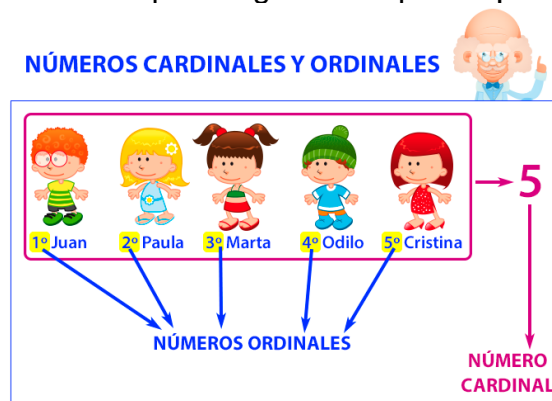 NÚMEROS CARDINALES Y ORDINALES
1º Juan 2º Paula 3º Marta 4º Odilo 5º Cristina
5
NÚMEROS ORDINALES
NÚMERO
CARDINAL